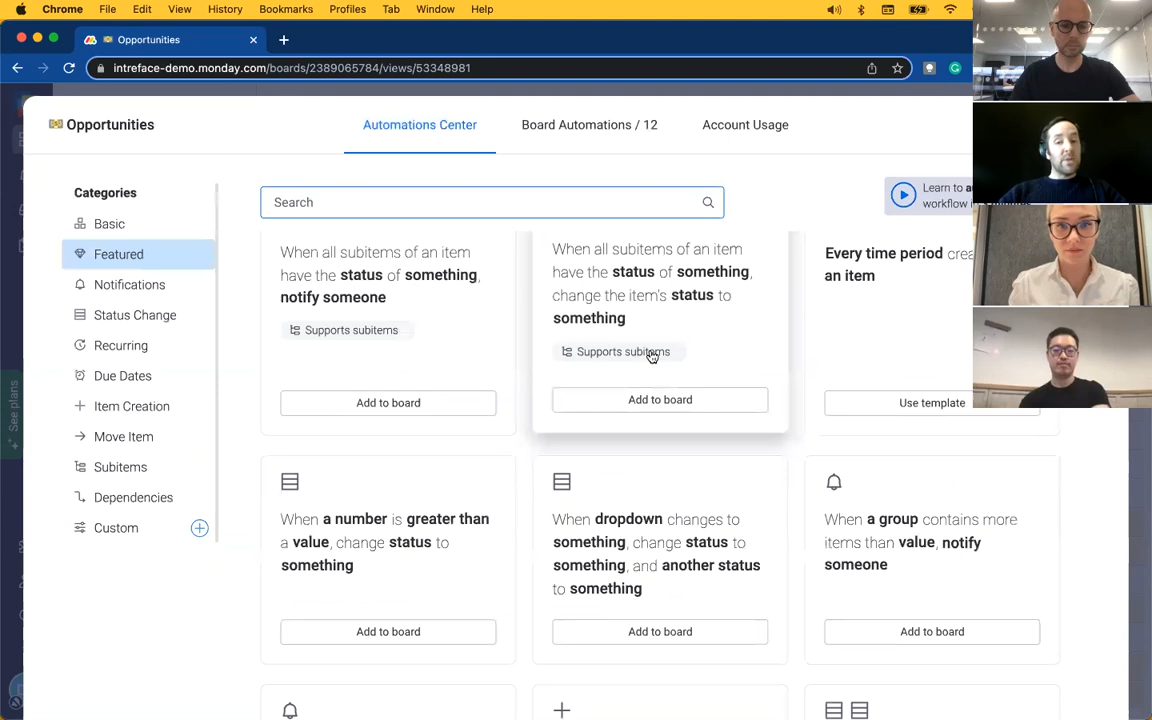 Chrome File Edit View History Bookmarks Profiles Tab Window Help
Opportunities
intreface-demo.monday.com/boards/2389065784/views/53348981
Opportunities
Automations Center
Board Automations / 12
Account Usage
Categories
Basic
Featured
Notifications
Status Change
Recurring
Due Dates
Item Creation
Move Item
Subitems
Dependencies
Custom
See plans
Search
Learn to
workflow
When all subitems of an item
have the status of something,
notify someone
Supports subitems
Add to board
When all subitems of an item
have the status of something,
change the item's status to
something
Supports subitems
Add to board
Every time period
an item
Use template
When a number is greater than
a value, change status to
something
Add to board
When dropdown changes to
something, change status to
something, and another status
to something
Add to board
When a group contains more
items than value, notify
someone
Add to board